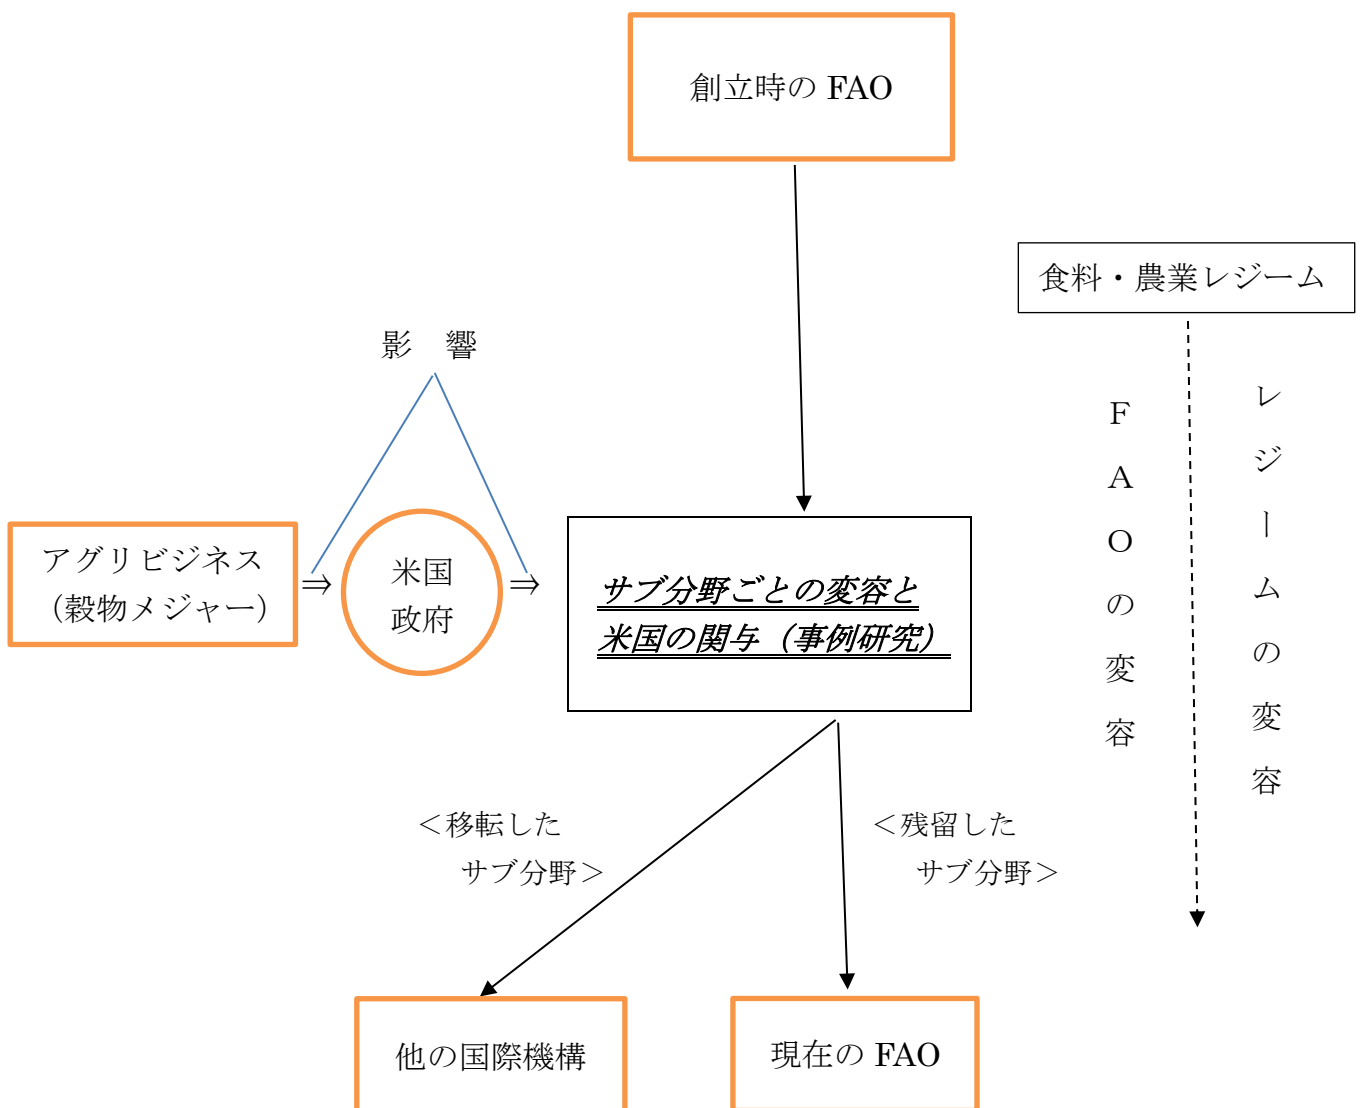 創立時の FAO
食料・農業レジーム
影　響
アグリビジネス
（穀物メジャー）
⇒
米国
政府
⇒
サブ分野ごとの変容と
米国の関与（事例研究）
ＦＡＯの変容
レジームの変容
＜移転した
サブ分野＞
＜残留した
サブ分野＞
他の国際機構
現在の FAO